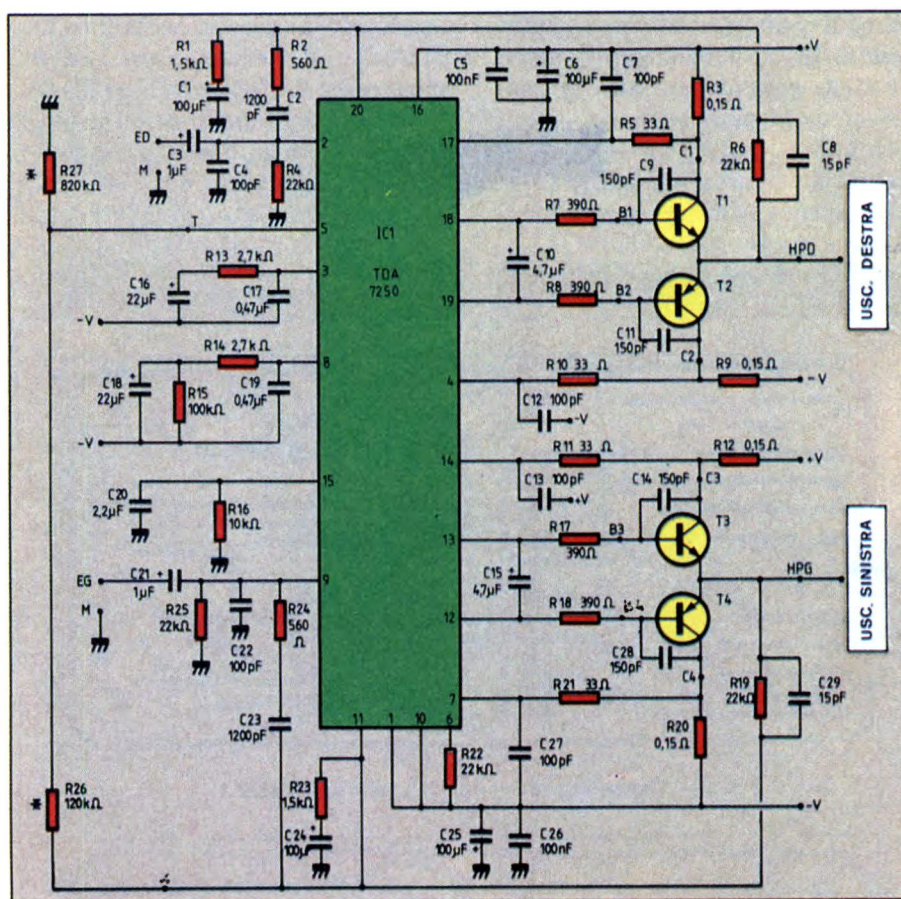 R1
1,5kΩ
C1
100µF
R2
560Ω
1200
pF
C2
20
16
C5
100nF
C6
100µF
C7
100pF
+V
R3
0,15Ω
ED
C3
1µF
M
C4
100pF
R4
22kΩ
2
17
R5 33 Ω
C1
R6
22kΩ
C8
15pF
R27
820kΩ
C9
150pF
T1
T
5
IC1
TDA
7250
18
R7 390Ω
B1
C10
4,7µF
HPD
USC. DESTRA
R13 2,7kΩ
3
C16
22µF
C17
0,47µF
-V
19
R8 390Ω
B2
T2
C11
150pF
C2
R14 2,7kΩ
8
C18
22µF
R15
100kΩ
C19
0,47µF
-V
4
R10 33 Ω
R9 0,15Ω
-V
C12
100pF
-V
14
R11 33 Ω
R12 0,15Ω
+V
C13
100pF
+V
C14 150pF
C3
15
C20
2,2µF
R16
10kΩ
13
R17
390Ω
B3
T3
EG
C21
1µF
9
M
R25
22kΩ
C22
100pF
R24
560
Ω
C15
4,7µF
HPG
USC. SINISTRA
12
R18 390Ω
T4
C28
150pF
C4
C23
1200pF
7
R21 33Ω
R19
22kΩ
C29
15pF
11
1
10
6
R22
22kΩ
C27
100pF
R20
0,15Ω
R26
120kΩ
R23
1,5kΩ
C24
100µ
-V
C25
100µF
C26
100nF